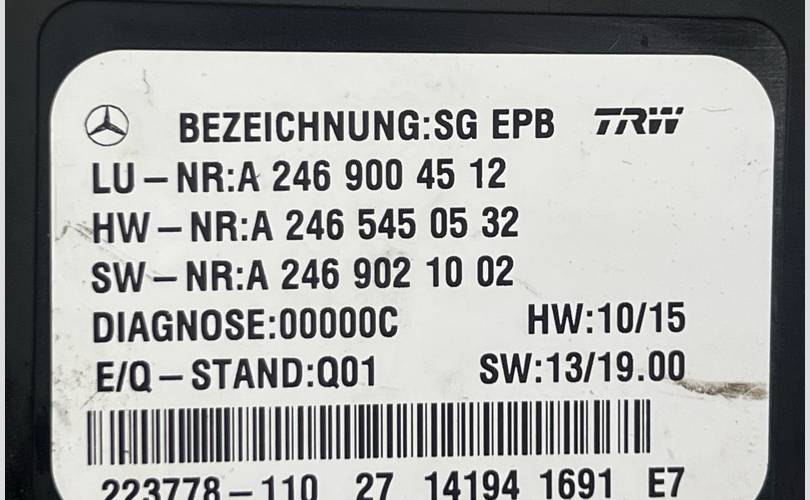 BEZEICHNUNG:SG EPB TRW
LU-NR:A 246 900 45 12
HW-NR:A 246 545 05 32
SW-NR:A 246 902 10 02
DIAGNOSE:00000C HW:10/15
E/Q-STAND:Q01 SW:13/19.00
223778-110 27 14194 1691 E7